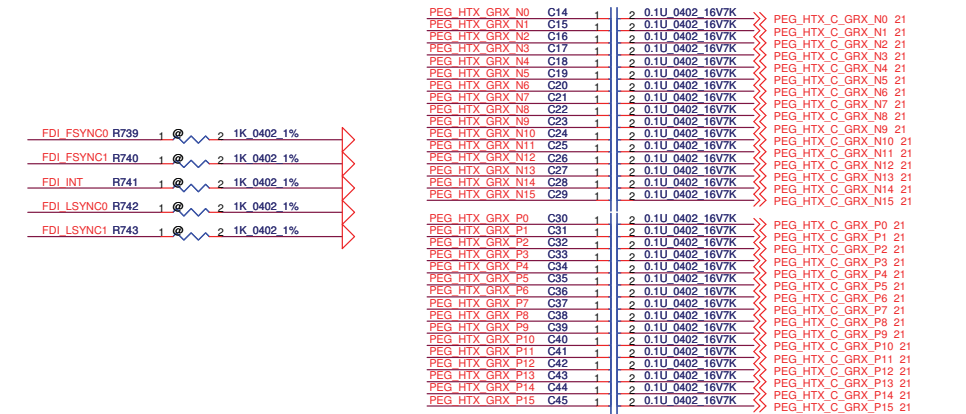 FDI_FSYNC0 R739 1 @ 2 1K_0402_1%
FDI_FSYNC1 R740 1 @ 2 1K_0402_1%
FDI_INT R741 1 @ 2 1K_0402_1%
FDI_LSYNC0 R742 1 @ 2 1K_0402_1%
FDI_LSYNC1 R743 1 @ 2 1K_0402_1%
PEG_HTX_GRX_N0 C14 1 2 0.1U_0402_16V7K PEG_HTX_C_GRX_N0 21
PEG_HTX_GRX_N1 C15 1 2 0.1U_0402_16V7K PEG_HTX_C_GRX_N1 21
PEG_HTX_GRX_N2 C16 1 2 0.1U_0402_16V7K PEG_HTX_C_GRX_N2 21
PEG_HTX_GRX_N3 C17 1 2 0.1U_0402_16V7K PEG_HTX_C_GRX_N3 21
PEG_HTX_GRX_N4 C18 1 2 0.1U_0402_16V7K PEG_HTX_C_GRX_N4 21
PEG_HTX_GRX_N5 C19 1 2 0.1U_0402_16V7K PEG_HTX_C_GRX_N5 21
PEG_HTX_GRX_N6 C20 1 2 0.1U_0402_16V7K PEG_HTX_C_GRX_N6 21
PEG_HTX_GRX_N7 C21 1 2 0.1U_0402_16V7K PEG_HTX_C_GRX_N7 21
PEG_HTX_GRX_N8 C22 1 2 0.1U_0402_16V7K PEG_HTX_C_GRX_N8 21
PEG_HTX_GRX_N9 C23 1 2 0.1U_0402_16V7K PEG_HTX_C_GRX_N9 21
PEG_HTX_GRX_N10 C24 1 2 0.1U_0402_16V7K PEG_HTX_C_GRX_N10 21
PEG_HTX_GRX_N11 C25 1 2 0.1U_0402_16V7K PEG_HTX_C_GRX_N11 21
PEG_HTX_GRX_N12 C26 1 2 0.1U_0402_16V7K PEG_HTX_C_GRX_N12 21
PEG_HTX_GRX_N13 C27 1 2 0.1U_0402_16V7K PEG_HTX_C_GRX_N13 21
PEG_HTX_GRX_N14 C28 1 2 0.1U_0402_16V7K PEG_HTX_C_GRX_N14 21
PEG_HTX_GRX_N15 C29 1 2 0.1U_0402_16V7K PEG_HTX_C_GRX_N15 21
PEG_HTX_GRX_P0 C30 1 2 0.1U_0402_16V7K PEG_HTX_C_GRX_P0 21
PEG_HTX_GRX_P1 C31 1 2 0.1U_0402_16V7K PEG_HTX_C_GRX_P1 21
PEG_HTX_GRX_P2 C32 1 2 0.1U_0402_16V7K PEG_HTX_C_GRX_P2 21
PEG_HTX_GRX_P3 C33 1 2 0.1U_0402_16V7K PEG_HTX_C_GRX_P3 21
PEG_HTX_GRX_P4 C34 1 2 0.1U_0402_16V7K PEG_HTX_C_GRX_P4 21
PEG_HTX_GRX_P5 C35 1 2 0.1U_0402_16V7K PEG_HTX_C_GRX_P5 21
PEG_HTX_GRX_P6 C36 1 2 0.1U_0402_16V7K PEG_HTX_C_GRX_P6 21
PEG_HTX_GRX_P7 C37 1 2 0.1U_0402_16V7K PEG_HTX_C_GRX_P7 21
PEG_HTX_GRX_P8 C38 1 2 0.1U_0402_16V7K PEG_HTX_C_GRX_P8 21
PEG_HTX_GRX_P9 C39 1 2 0.1U_0402_16V7K PEG_HTX_C_GRX_P9 21
PEG_HTX_GRX_P10 C40 1 2 0.1U_0402_16V7K PEG_HTX_C_GRX_P10 21
PEG_HTX_GRX_P11 C41 1 2 0.1U_0402_16V7K PEG_HTX_C_GRX_P11 21
PEG_HTX_GRX_P12 C42 1 2 0.1U_0402_16V7K PEG_HTX_C_GRX_P12 21
PEG_HTX_GRX_P13 C43 1 2 0.1U_0402_16V7K PEG_HTX_C_GRX_P13 21
PEG_HTX_GRX_P14 C44 1 2 0.1U_0402_16V7K PEG_HTX_C_GRX_P14 21
PEG_HTX_GRX_P15 C45 1 2 0.1U_0402_16V7K PEG_HTX_C_GRX_P15 21